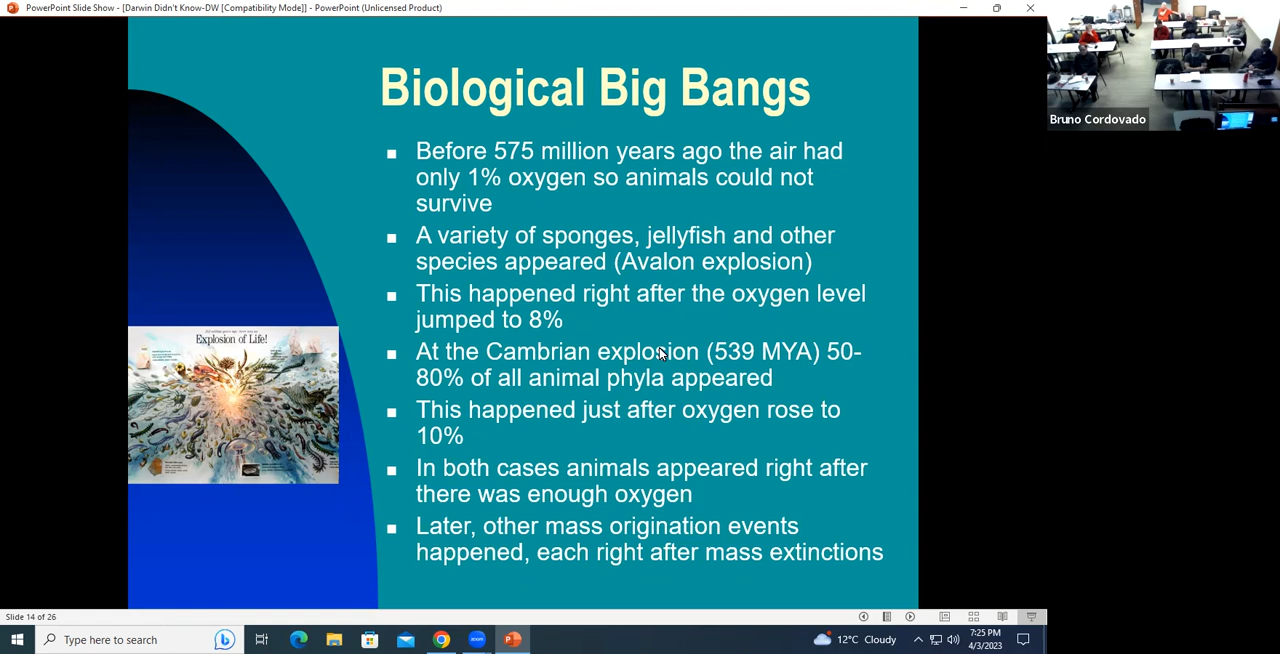 PowerPoint Slide Show - [Darwin Didn't Know-DW [Compatibility Mode]] - PowerPoint (Unlicensed Product)
Biological Big Bangs
Before 575 million years ago the air had
only 1% oxygen so animals could not
survive
A variety of sponges, jellyfish and other
species appeared (Avalon explosion)
This happened right after the oxygen level
jumped to 8%
At the Cambrian explosion (539 MYA) 50-
80% of all animal phyla appeared
This happened just after oxygen rose to
10%
In both cases animals appeared right after
there was enough oxygen
Later, other mass origination events
happened, each right after mass extinctions
Explosion of Life!
Bruno Cordovado
Slide 14 of 26
Type here to search
zoom
12°C Cloudy
7:25 PM
4/3/2023